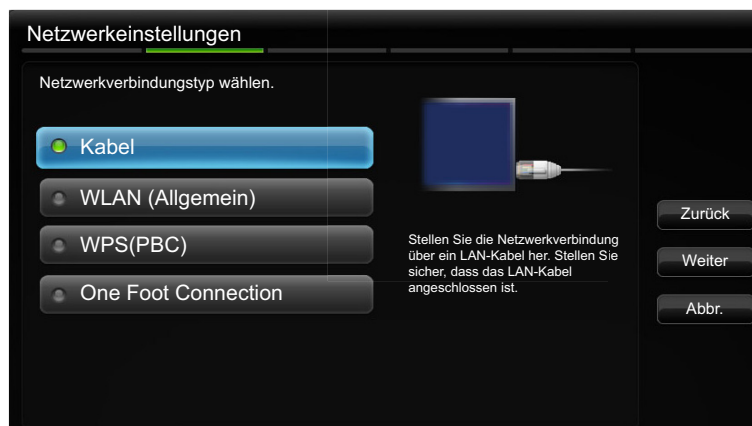 Netzwerkeinstellungen
Netzwerkverbindungstyp wählen.
Kabel
WLAN (Allgemein)
WPS(PBC)
One Foot Connection
Stellen Sie die Netzwerkverbindung
über ein LAN-Kabel her. Stellen Sie
sicher, dass das LAN-Kabel
angeschlossen ist.
Zurück
Weiter
Abbr.